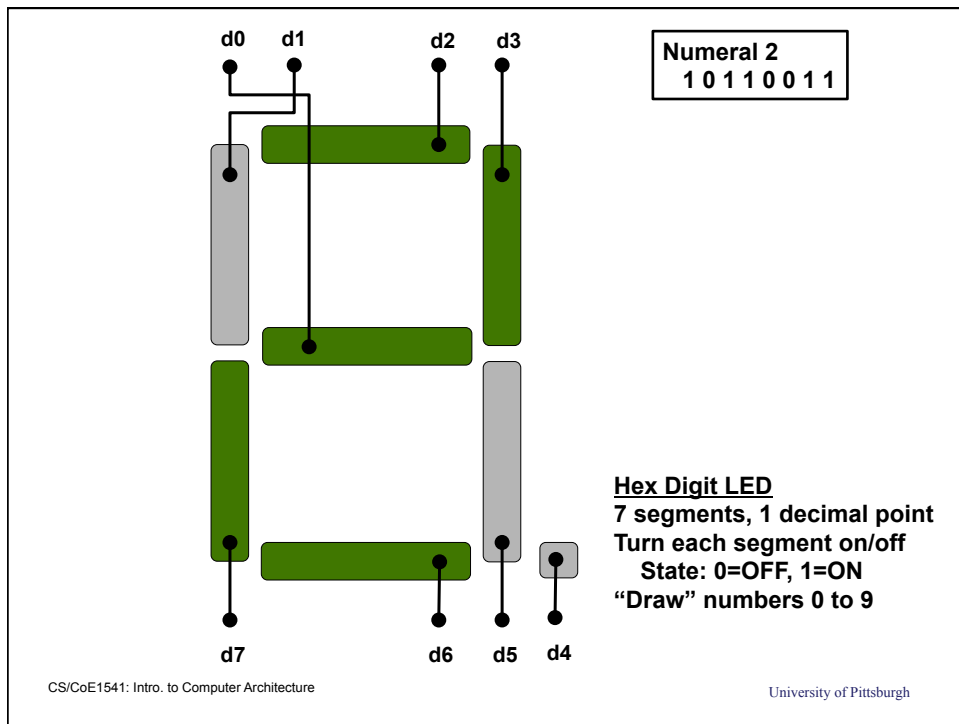 d0 d1 d2 d3
Numeral 2
1 0 1 1 0 0 1 1
Hex Digit LED
7 segments, 1 decimal point
Turn each segment on/off
State: 0=OFF, 1=ON
“Draw” numbers 0 to 9
d7 d6 d5 d4
CS/CoE1541: Intro. to Computer Architecture
University of Pittsburgh